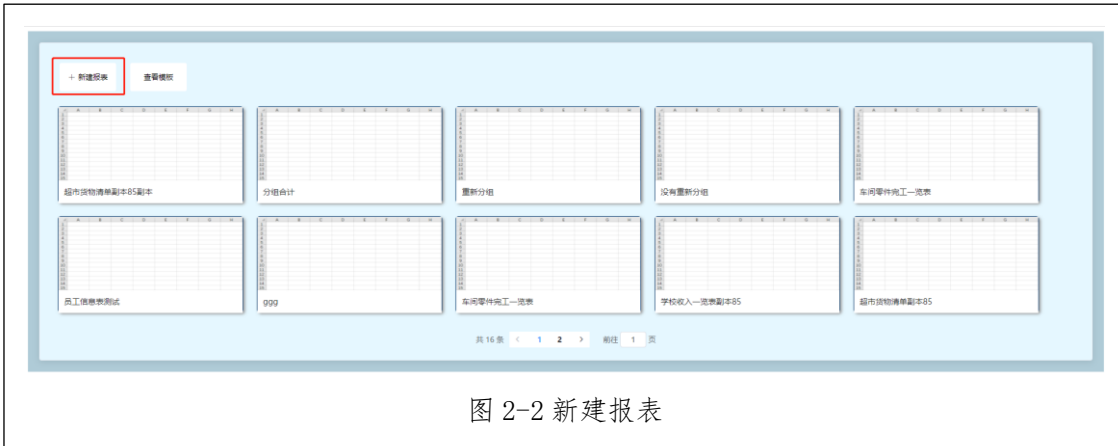 + 新建报表 查看模板
超市货物清单副本85副本 分组合计 重新分组 没有重新分组 车间零件完工一览表
员工信息表测试 ggg 车间零件完工一览表 学校收入一览表副本85 超市货物清单副本85
共 16 条 < 1 2 > 前往 1 页
图 2-2 新建报表